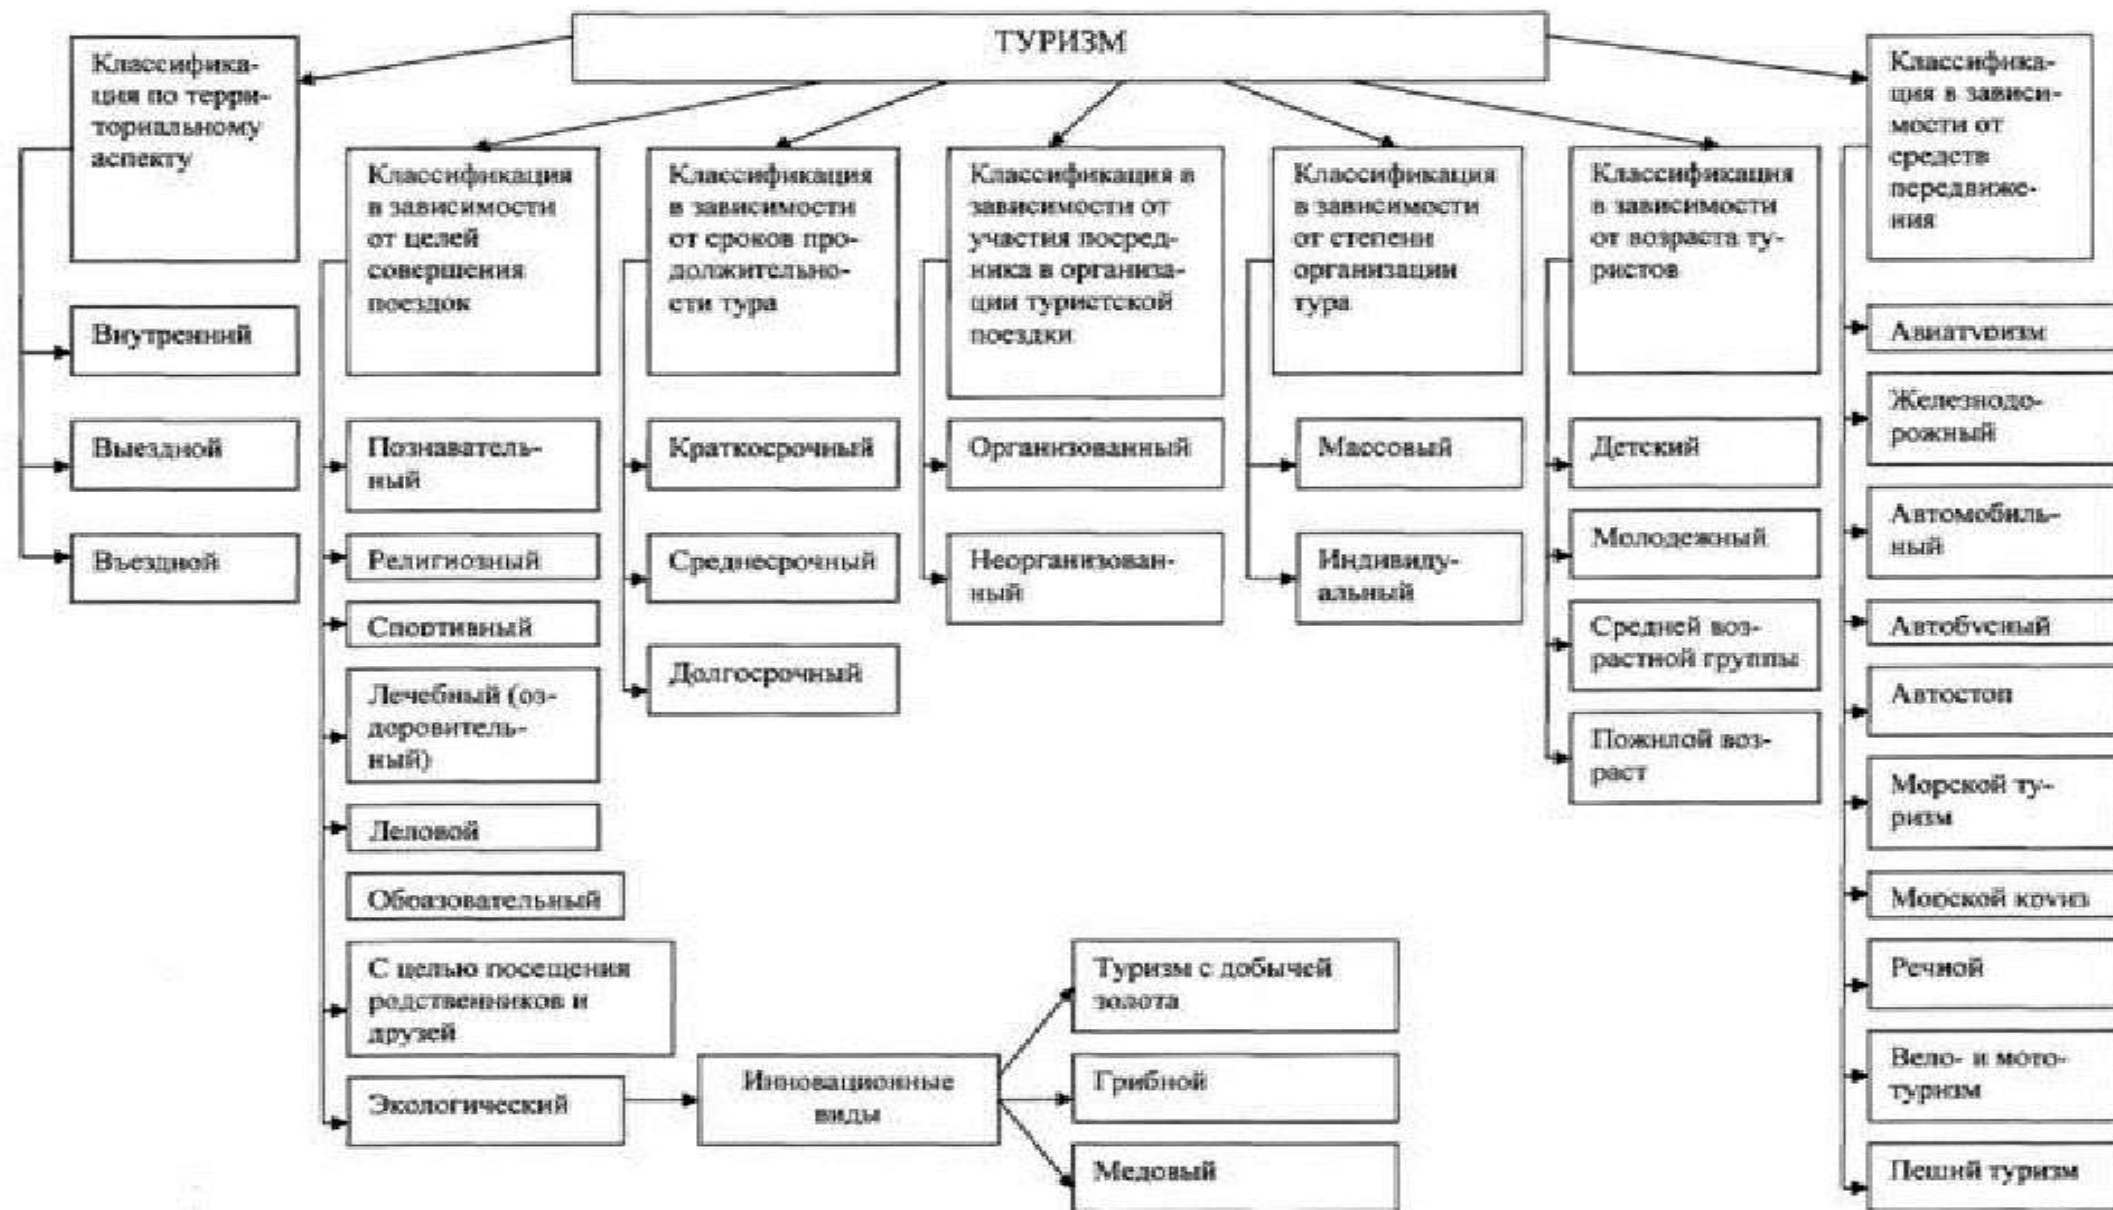 ТУРИЗМ
Классифика-
ция по терри-
ториальному
аспекту
Внутренний
Выездной
Въездной
Классификация
в зависимости
от целей
совершения
поездок
Познаватель-
ный
Религиозный
Спортивный
Лечебный (оз-
доровитель-
ный)
Деловой
Образовательный
С целью посещения
родственников и
друзей
Экологический
Инновационные
виды
Туризм с добычей
золота
Грибной
Медовый
Классификация
в зависимости
от сроков про-
должительно-
сти тура
Краткосрочный
Среднесрочный
Долгосрочный
Классификация в
зависимости от
участия посред-
ника в организа-
ции туристской
поездки
Организованный
Неорганизован-
ный
Классификация
в зависимости
от степени
организации
тура
Массовый
Индивиду-
альный
Классификация
в зависимости
от возраста ту-
ристов
Детский
Молодежный
Средней воз-
растной группы
Пожилой воз-
раст
Классифика-
ция в зависи-
мости от
средств
передвиже-
ния
Авиатуризм
Железнодо-
рожный
Автомобиль-
ный
Автобусный
Автостоп
Морской ту-
ризм
Морской круиз
Речной
Вело- и мото-
туризм
Пеший туризм